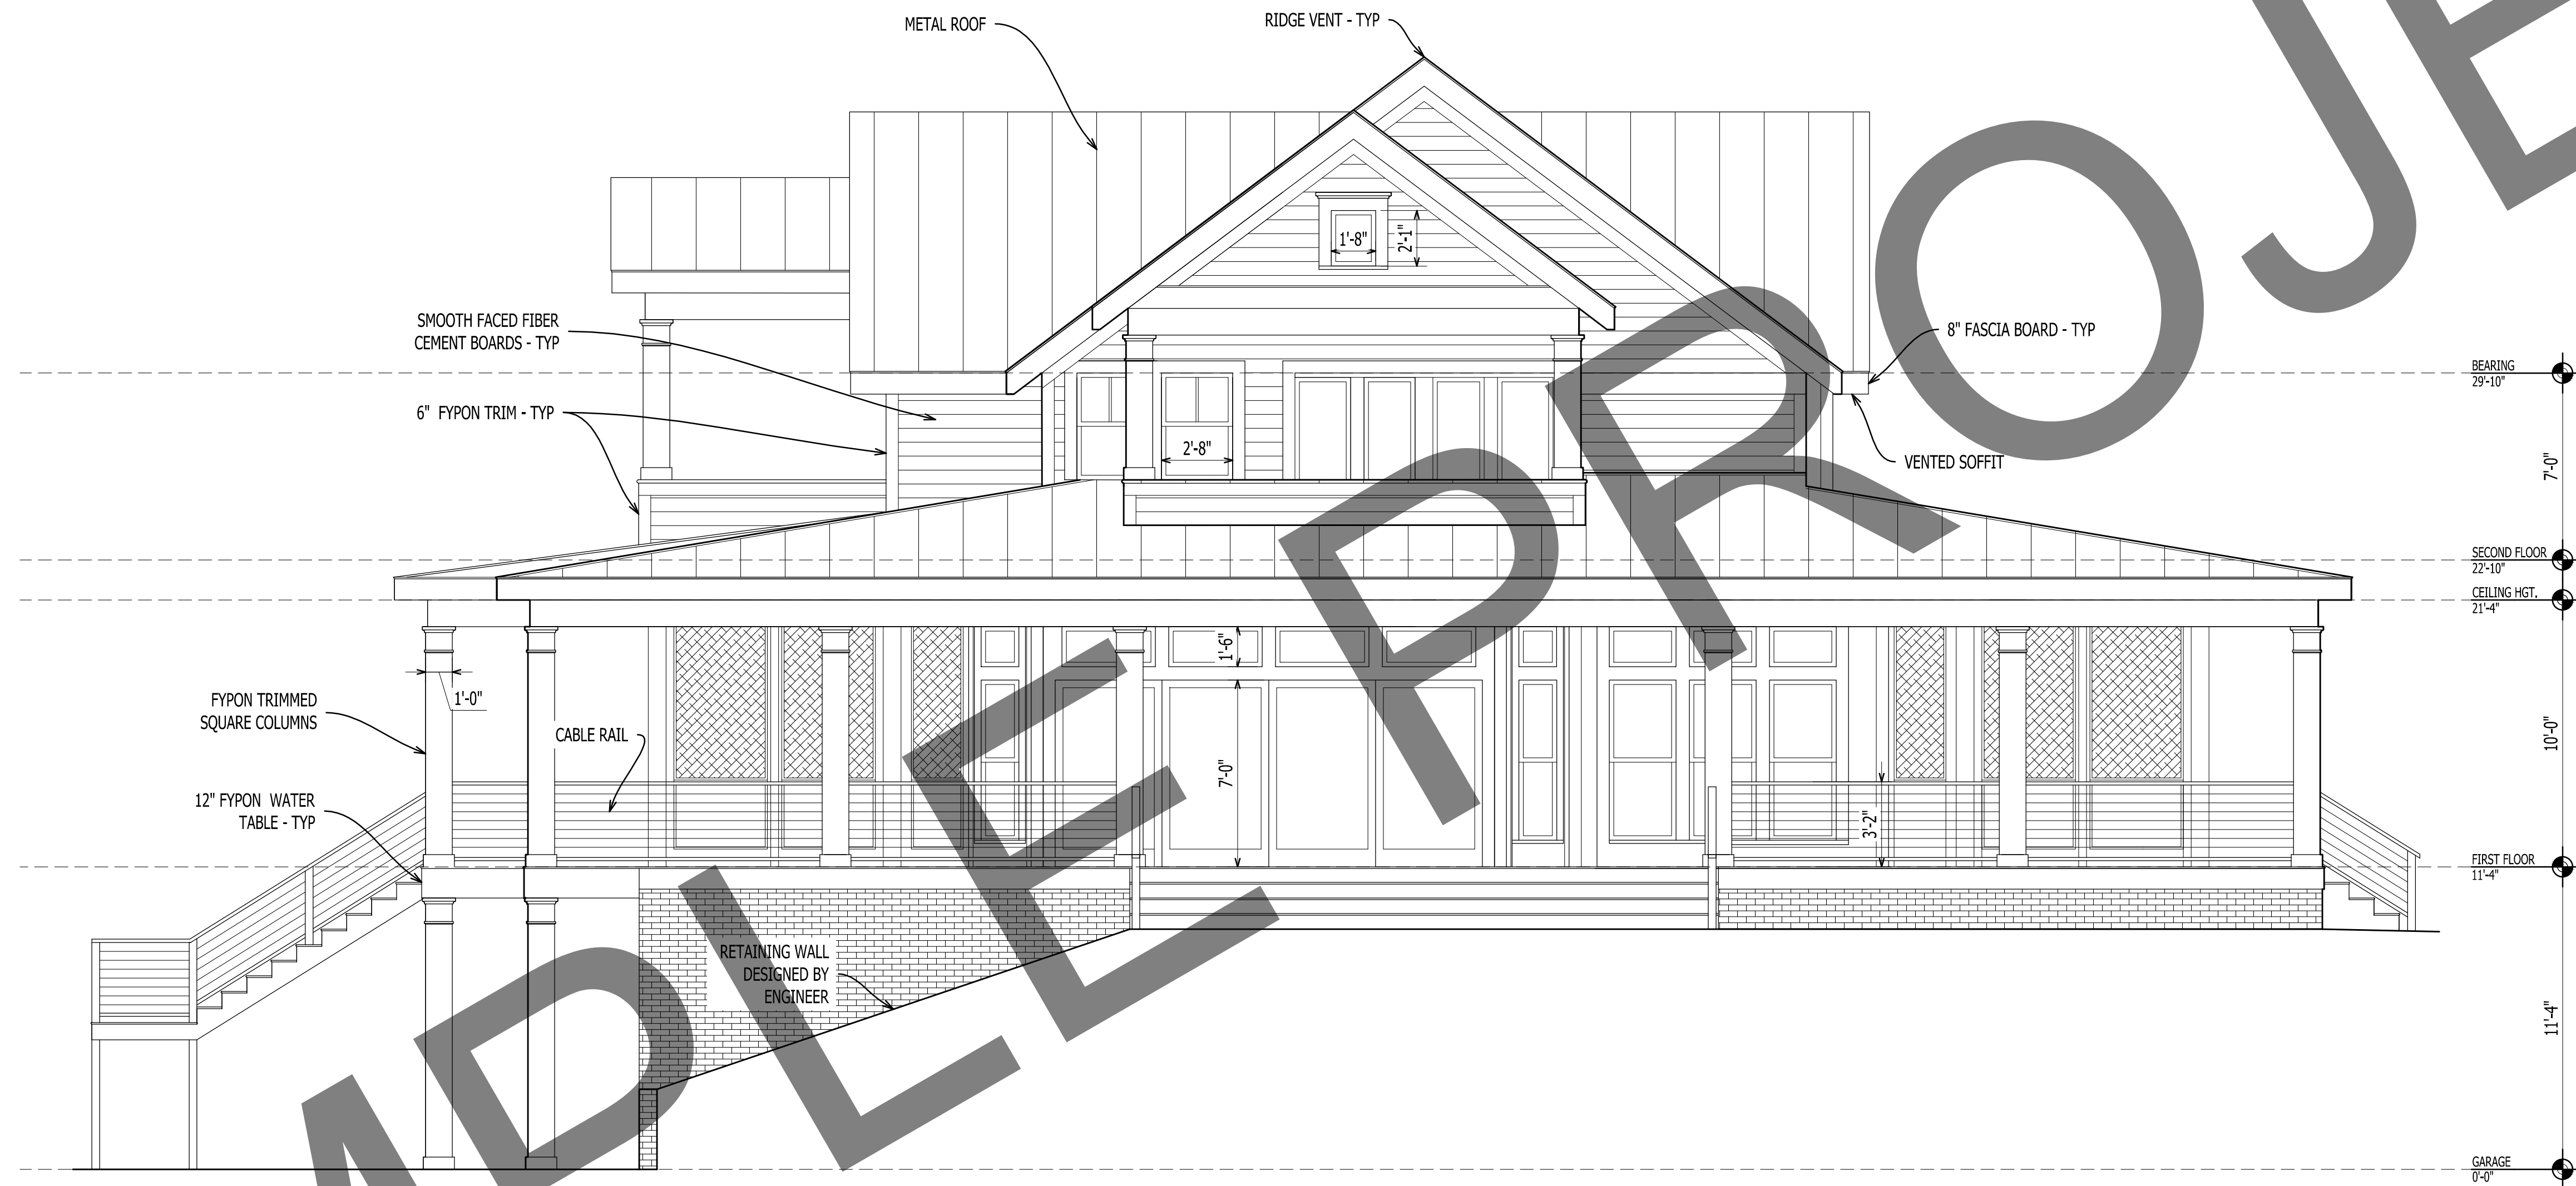 METAL ROOF
RIDGE VENT - TYP
1'-8"
2'-1"
SMOOTH FACED FIBER
CEMENT BOARDS - TYP
8" FASCIA BOARD - TYP
BEARING
29'-10"
6" FYPON TRIM - TYP
2'-8"
VENTED SOFFIT
7'-0"
SECOND FLOOR
22'-10"
CEILING HGT.
21'-4"
1'-6"
FYPON TRIMMED
SQUARE COLUMNS
1'-0"
CABLE RAIL
10'-0"
7'-0"
12" FYPON WATER
TABLE - TYP
3'-2"
FIRST FLOOR
11'-4"
RETAINING WALL
DESIGNED BY
ENGINEER
11'-4"
GARAGE
0'-0"
MPLE PROJE